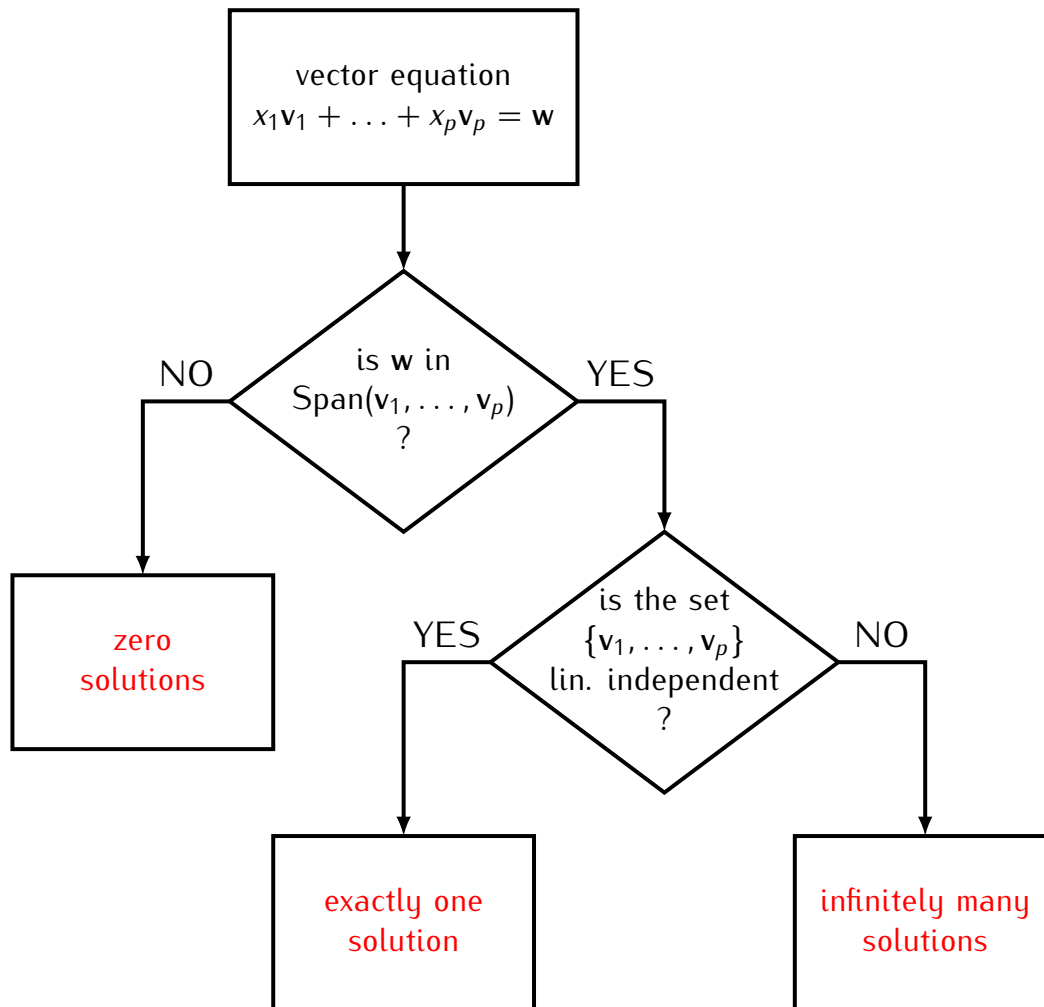 vector equation
x₁v₁ + . . . + xₚvₚ = w
NO
is w in
Span(v₁, . . . , vₚ)
?
YES
zero
solutions
YES
is the set
{v₁, . . . , vₚ}
lin. independent
?
NO
exactly one
solution
infinitely many
solutions